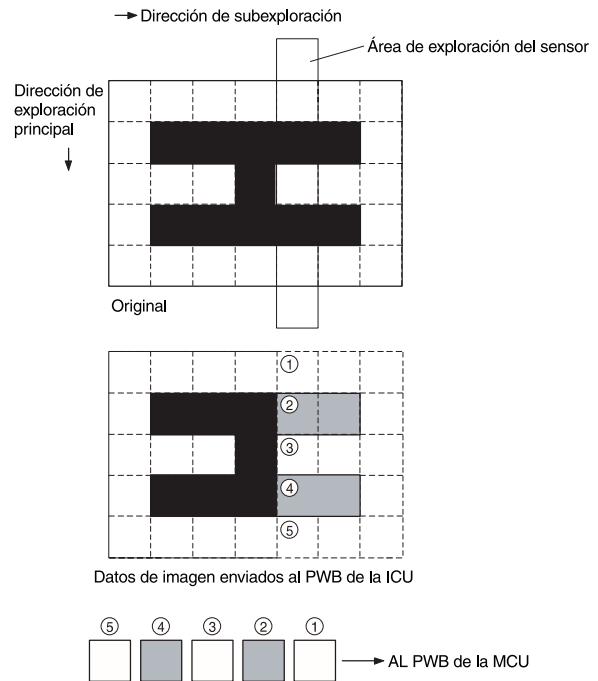 Dirección de subexploración
Área de exploración del sensor
Dirección de
exploración
principal
Original
①
②
③
④
⑤
Datos de imagen enviados al PWB de la ICU
⑤ ④ ③ ② ①
AL PWB de la MCU